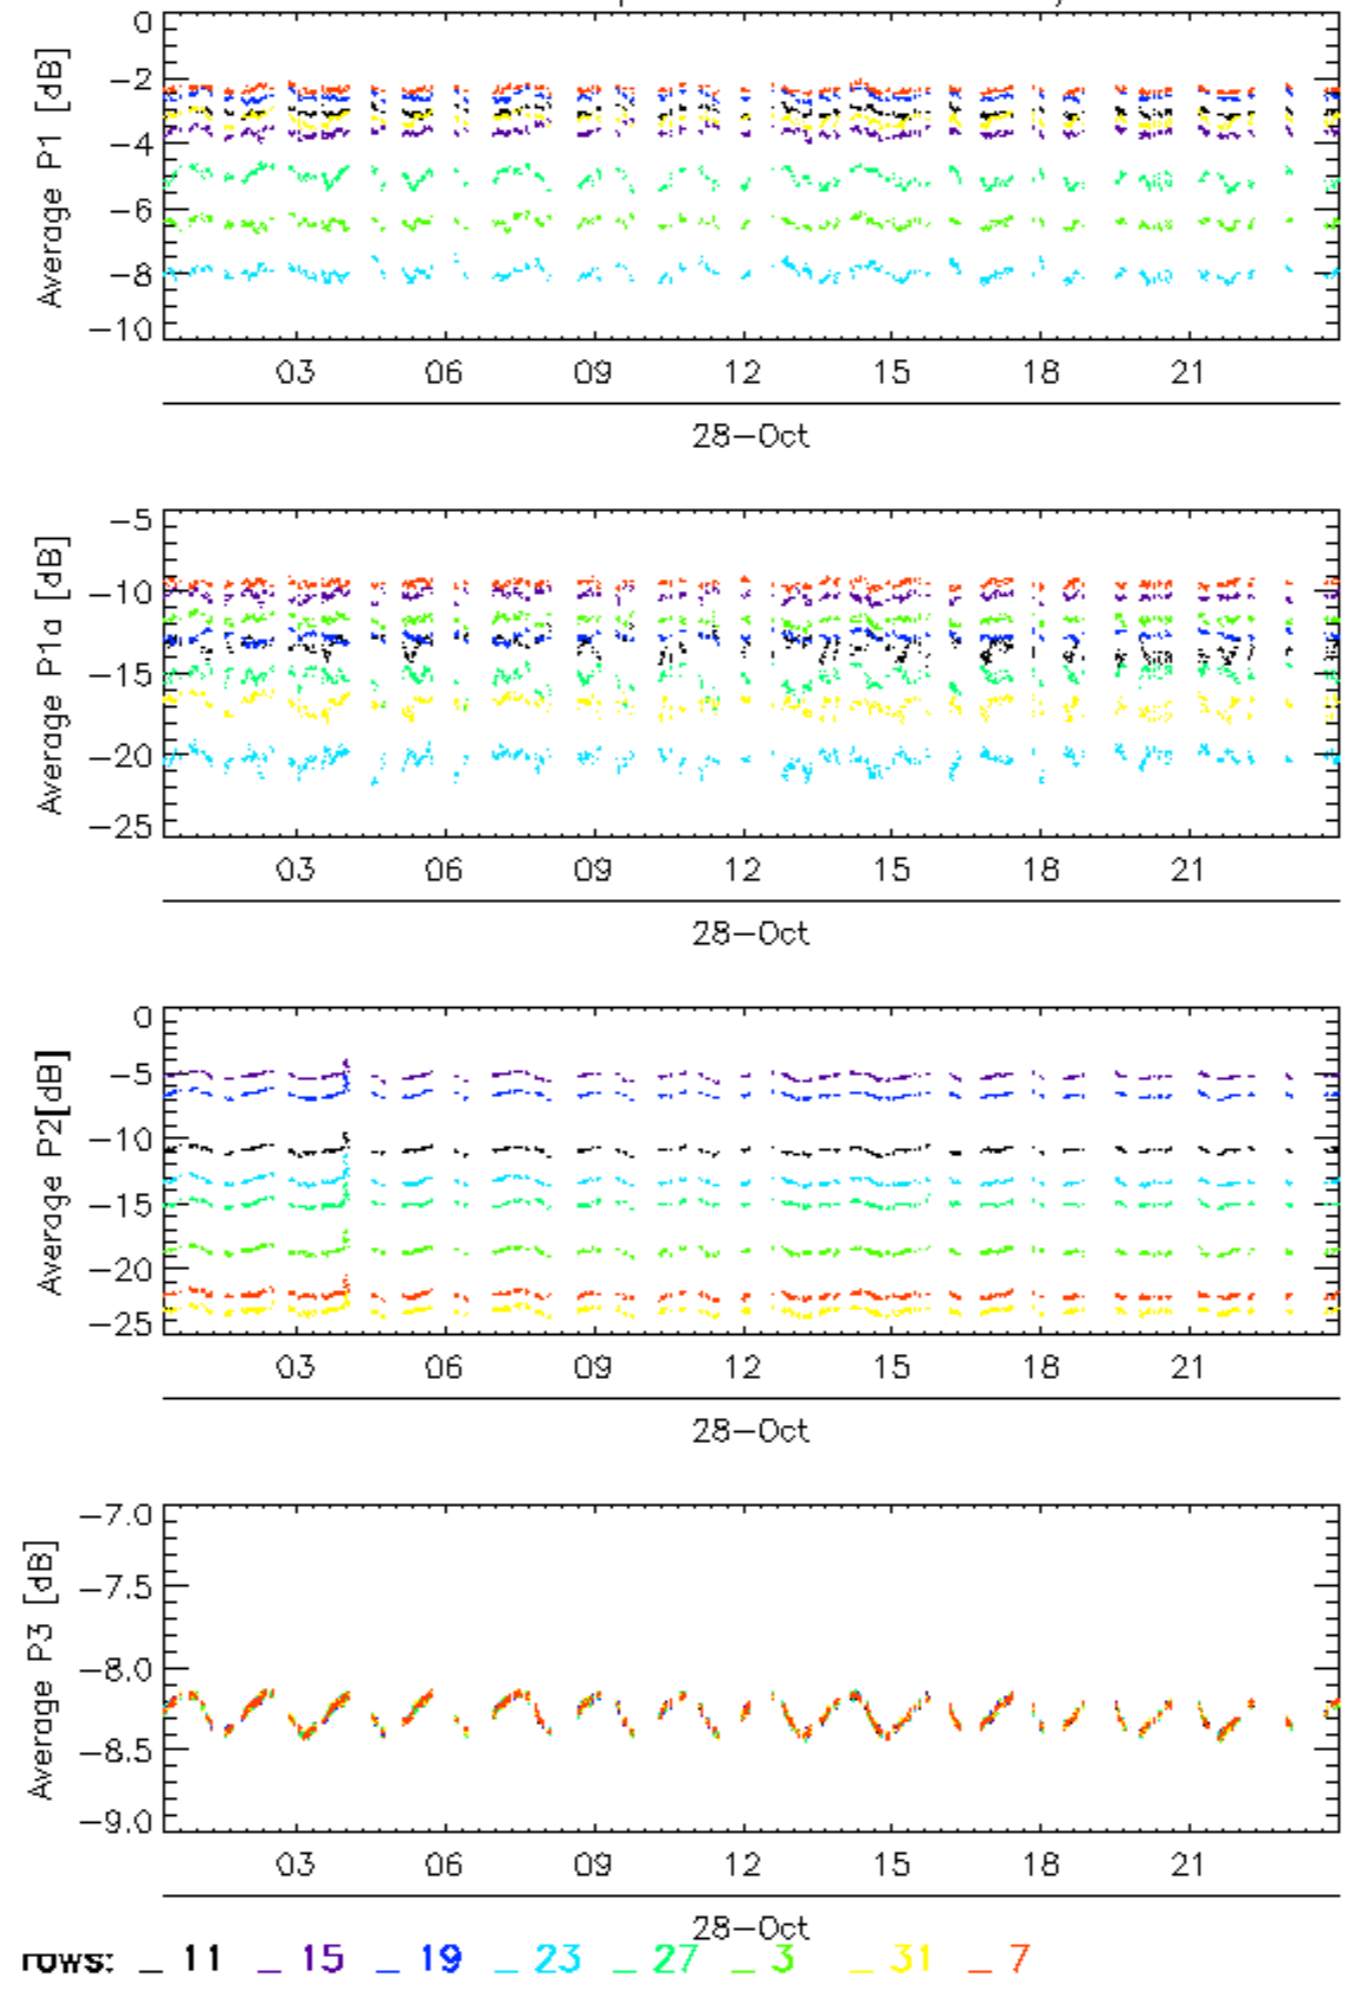 0
−2
−4
−6
−8
−10
Average P1 [dB]
03 06 09 12 15 18 21
28−Oct
−5
−10
−15
−20
−25
Average P1a [dB]
03 06 09 12 15 18 21
28−Oct
0
−5
−10
−15
−20
−25
Average P2[dB]
03 06 09 12 15 18 21
28−Oct
−7.0
−7.5
−8.0
−8.5
−9.0
Average P3 [dB]
03 06 09 12 15 18 21
28−Oct
rows: _ 11 _ 15 _ 19 _ 23 _ 27 _ 3 _ 31 _ 7